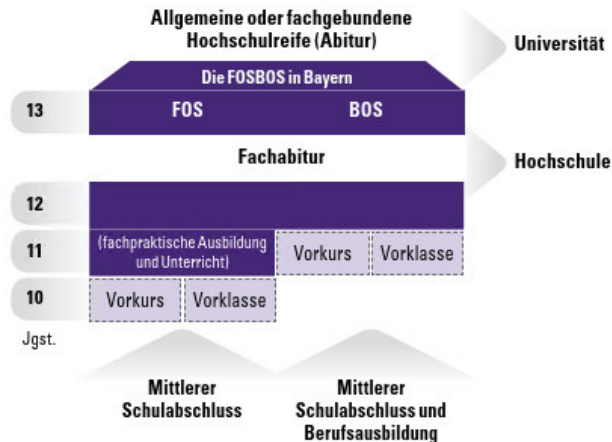 Allgemeine oder fachgebundene
Hochschulreife (Abitur)
Universität
Die FOSBOS in Bayern
13
FOS
BOS
Fachabitur
Hochschule
12
11
(fachpraktische Ausbildung
und Unterricht)
Vorkurs
Vorklasse
10
Vorkurs
Vorklasse
Jgst.
Mittlerer
Schulabschluss
Mittlerer
Schulabschluss und
Berufsausbildung